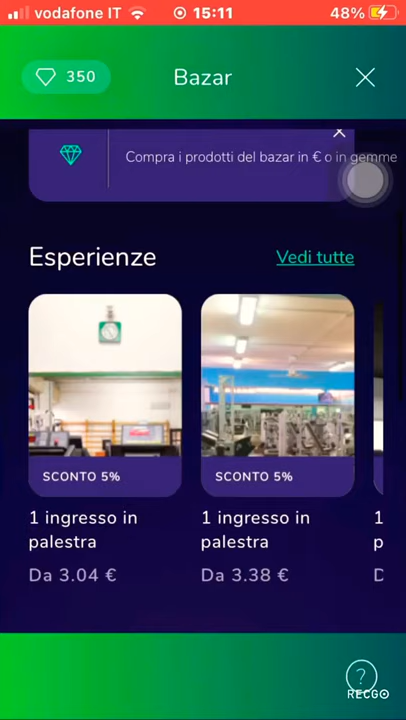 vodafone IT
15:11
48%
350
Bazar
Compra i prodotti del bazar in € o in gemme
Esperienze
Vedi tutte
SCONTO 5%
SCONTO 5%
1 ingresso in
palestra
1 ingresso in
palestra
1
p
Da 3.04 €
Da 3.38 €
D
?
RECGO